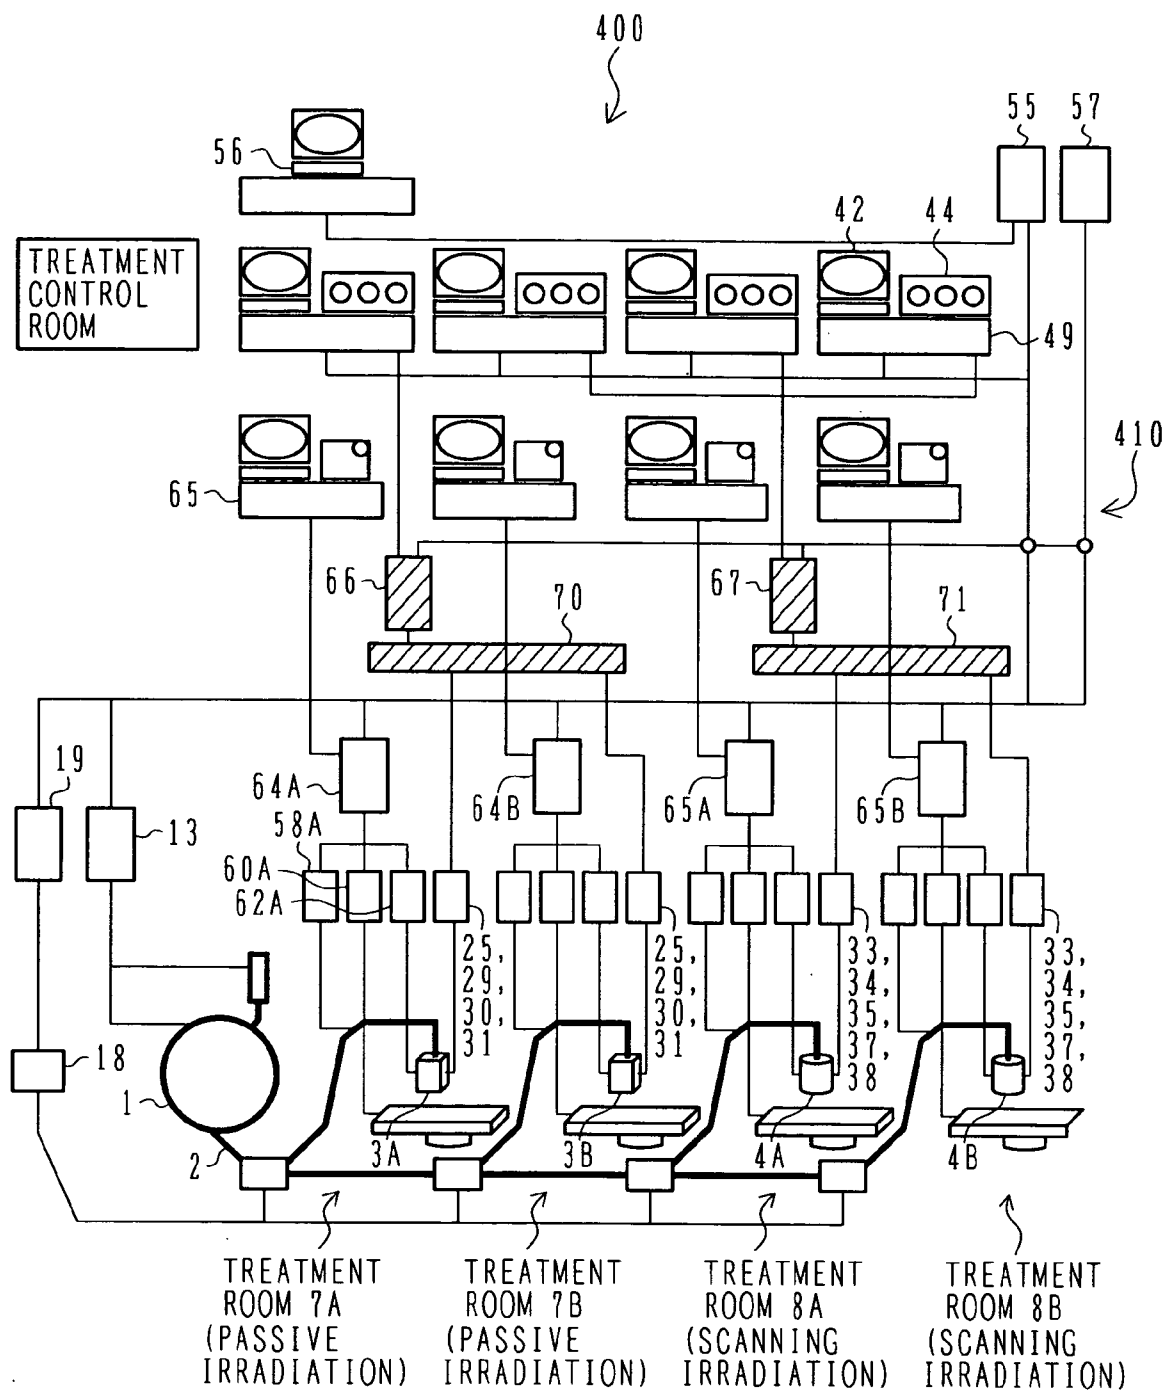 400
55
57
56
42
44
TREATMENT
CONTROL
ROOM
49
410
65
66
67
70
71
19
13
64A
64B
65A
65B
58A
60A
62A
25,
29,
30,
31
25,
29,
30,
31
33,
34,
35,
37,
38
33,
34,
35,
37,
38
18
1
2
3A
3B
4A
4B
TREATMENT
ROOM 7A
(PASSIVE
IRRADIATION)
TREATMENT
ROOM 7B
(PASSIVE
IRRADIATION)
TREATMENT
ROOM 8A
(SCANNING
IRRADIATION)
TREATMENT
ROOM 8B
(SCANNING
IRRADIATION)